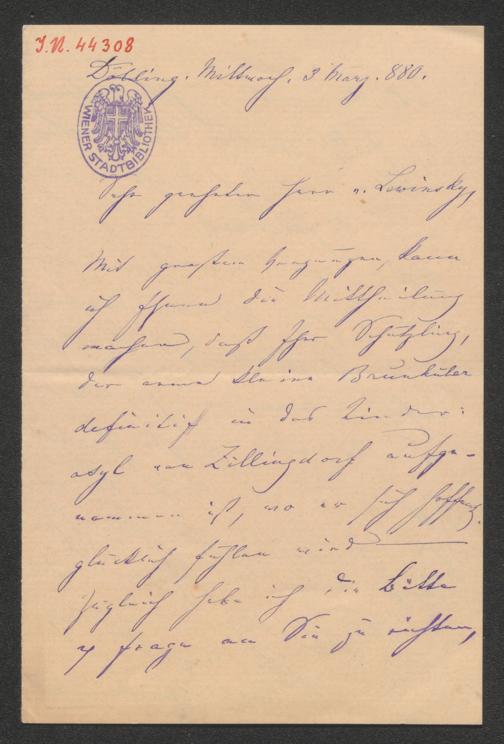 I.N. 44308
Döbling, Mittwoch, 3 März. 880.
WIENER STADTBIBLIOTHEK
Sehr geehrter Herr v. Lewinsky,
Mit großem Vergnügen, kann
ich Ihnen die Mittheilung
machen, daß Ihr Schützling,
der arme kleine
definitif in das Kinder=
asyl von Zillingdorf aufge-
nommen ist, wo er sich hoffentl.
glücklich fühlen wird
Zugleich habe ich die Bitte
u frage an Sie zu richten,